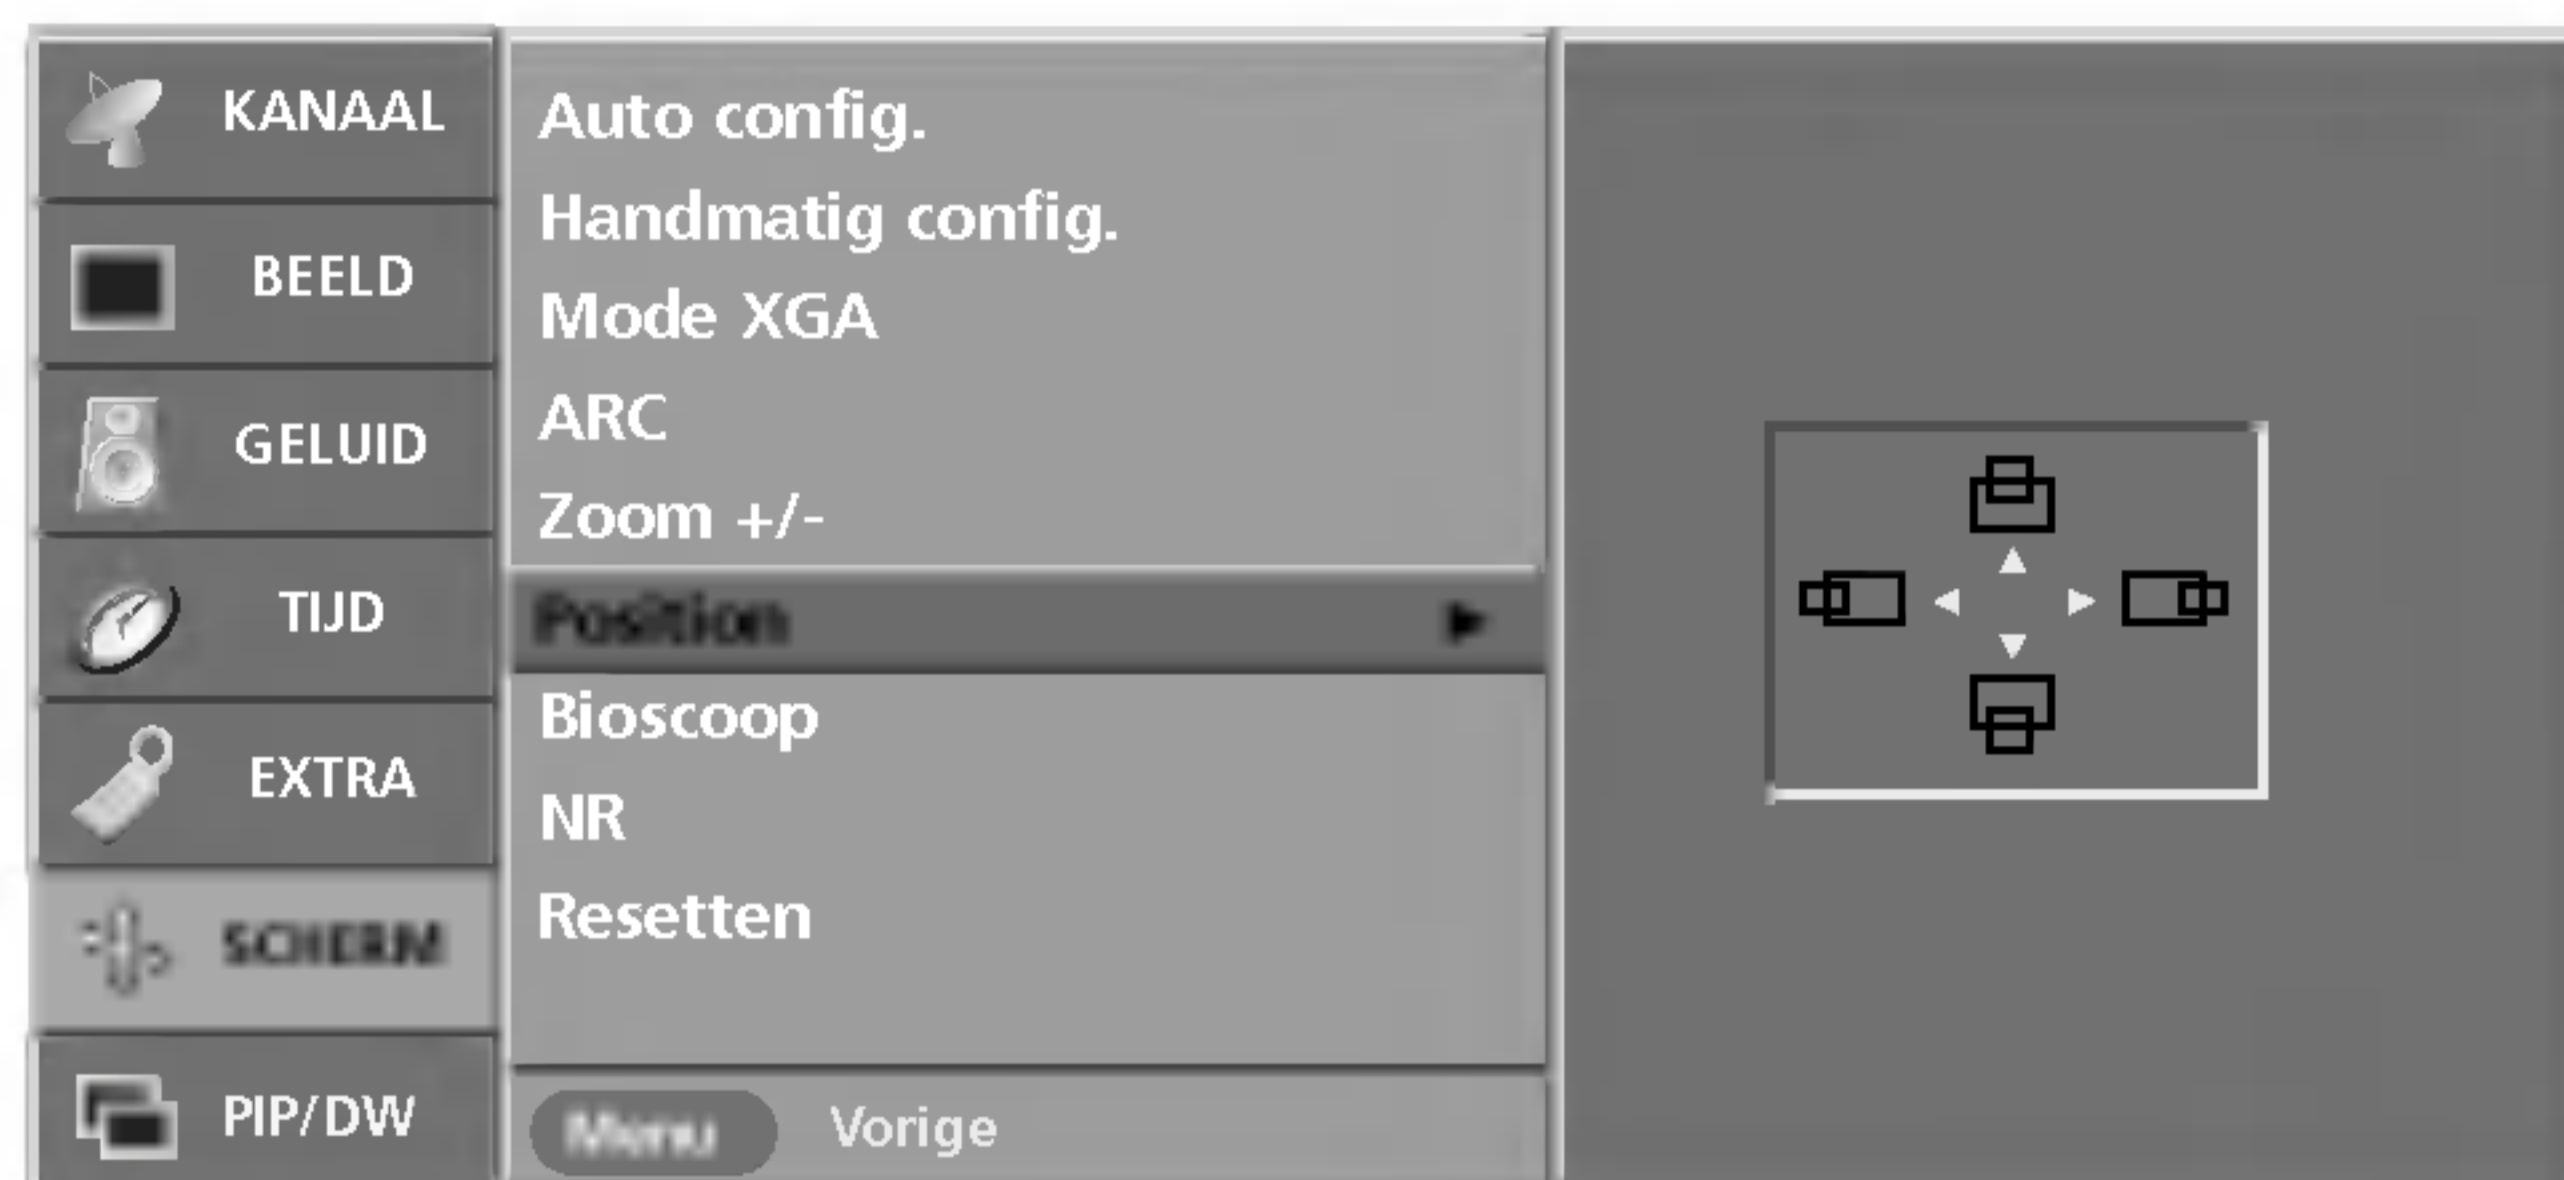 KANAAL
BEELD
GELUID
TIJD
EXTRA
SCHERM
PIP/DW
Auto config.
Handmatig config.
Mode XGA
ARC
Zoom +/-
Position
Bioscoop
NR
Resetten
Menu Vorige